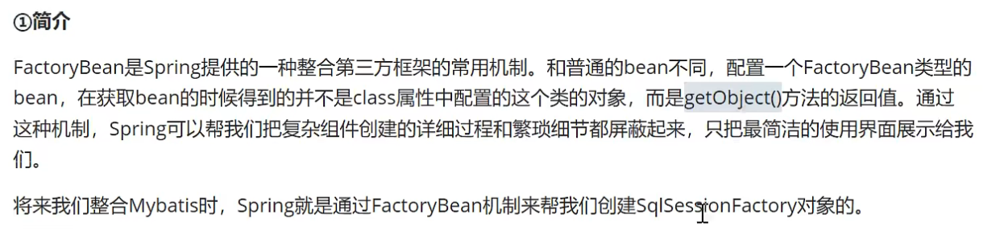 ①简介
FactoryBean是Spring提供的一种整合第三方框架的常用机制。和普通的bean不同，配置一个FactoryBean类型的
bean，在获取bean的时候得到的并不是class属性中配置的这个类的对象，而是getObject()方法的返回值。通过
这种机制，Spring可以帮我们把复杂组件创建的详细过程和繁琐细节都屏蔽起来，只把最简洁的使用界面展示给我
们。
将来我们整合Mybatis时，Spring就是通过FactoryBean机制来帮我们创建SqlSessionFactory对象的。